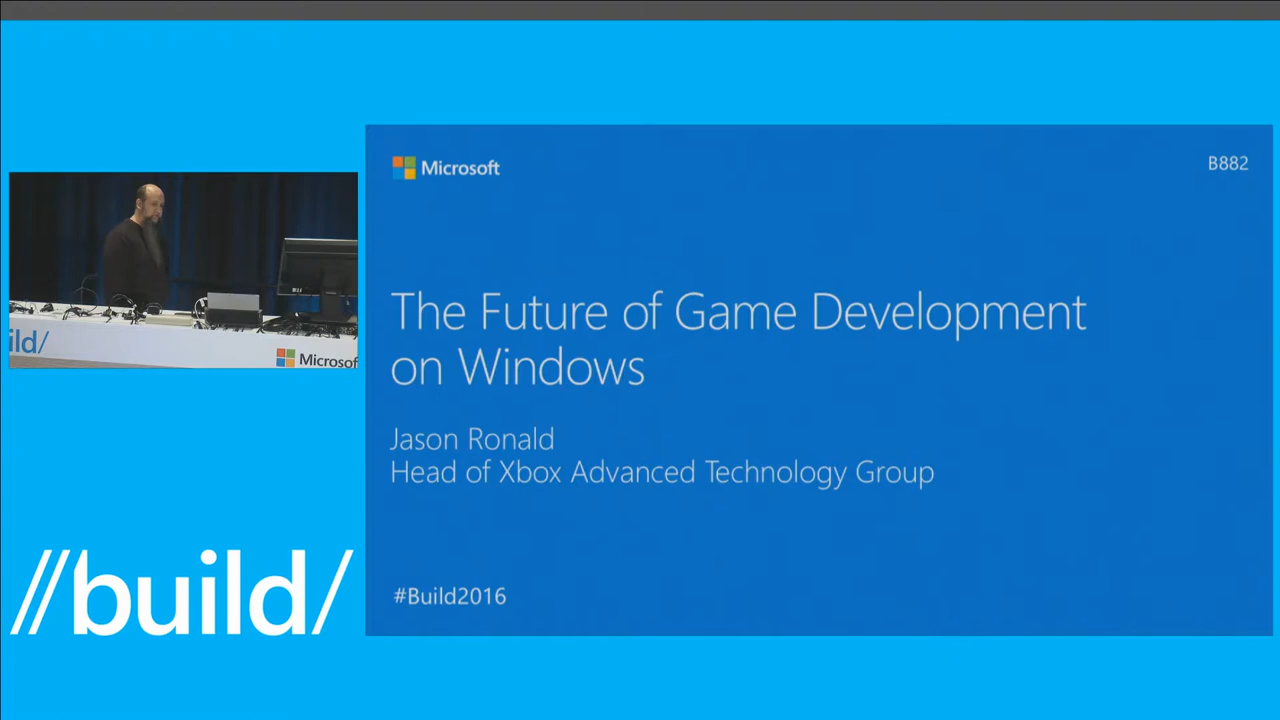 Microsoft
B882
The Future of Game Development
on Windows
Jason Ronald
Head of Xbox Advanced Technology Group
#Build2016
ild/
Microsof
//build/